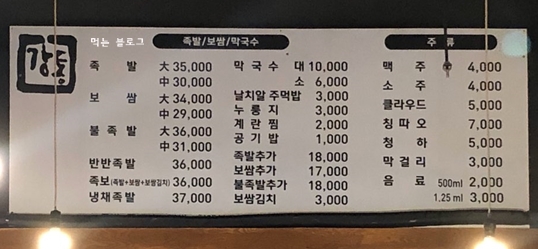 강동
먹는 블로그
족발/보쌈/막국수
주 류
족 발 大 35,000
中 30,000
보 쌈 大 34,000
中 29,000
불 족 발 大 36,000
中 31,000
반반족발 36,000
족보(족발+보쌈+보쌈김치) 36,000
냉채족발 37,000
막 국 수 대 10,000
소 6,000
날치알 주먹밥 3,000
누 룽 지 3,000
계 란 찜 2,000
공 기 밥 1,000
족발추가 18,000
보쌈추가 17,000
불족발추가 18,000
보쌈김치 3,000
맥 주 4,000
소 주 4,000
클라우드 5,000
칭 따 오 7,000
청 하 5,000
막 걸 리 3,000
음 료 500ml 2,000
1.25 ml 3,000